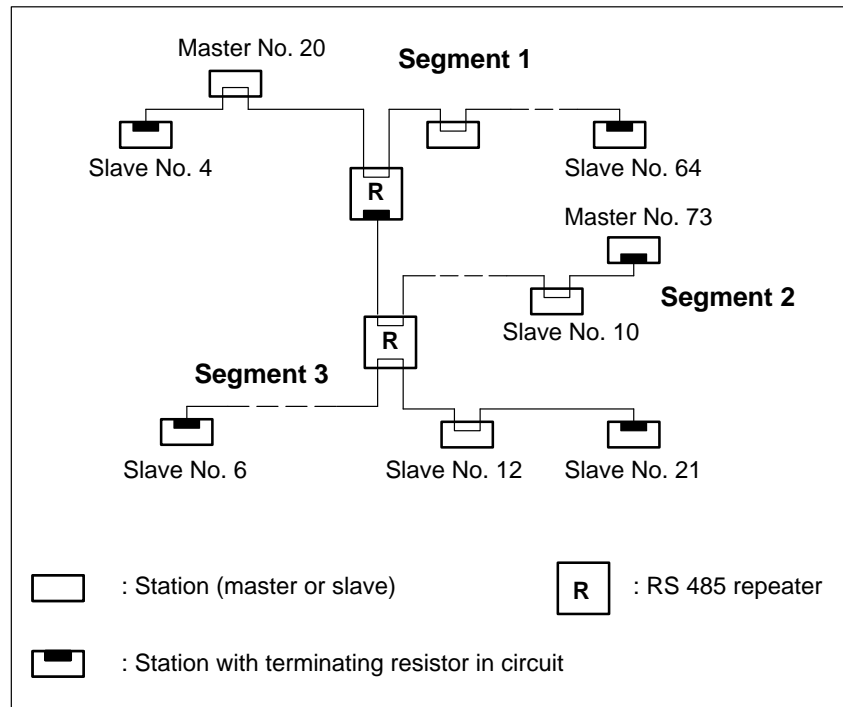 Master No. 20
Segment 1
Slave No. 4
Slave No. 64
R
Master No. 73
Segment 2
Slave No. 10
R
Segment 3
Slave No. 6
Slave No. 12
Slave No. 21
: Station (master or slave)
R : RS 485 repeater
: Station with terminating resistor in circuit